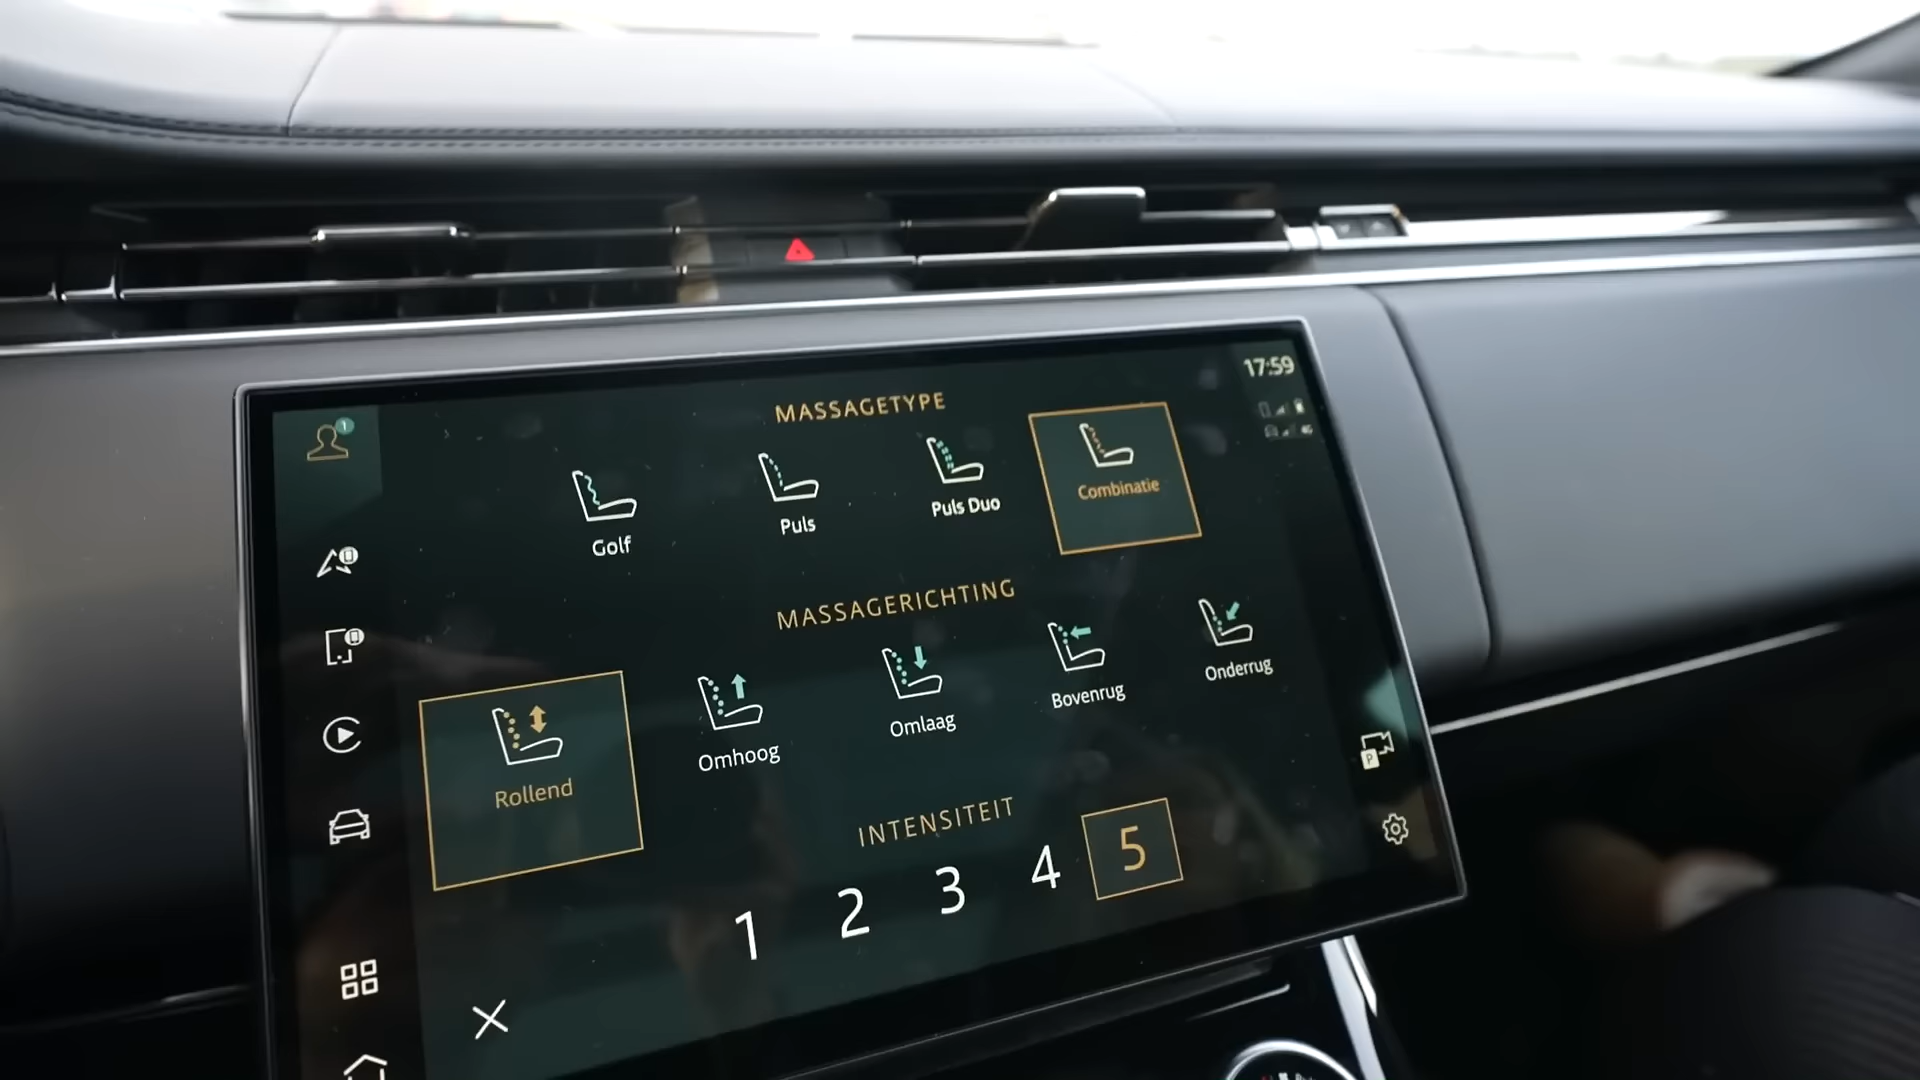 17:59
MASSAGETYPE
1
Golf
Puls
Puls Duo
Combinatie
MASSAGERICHTING
Rollend
Omhoog
Omlaag
Bovenrug
Onderrug
P
INTENSITEIT
1 2 3 4 5